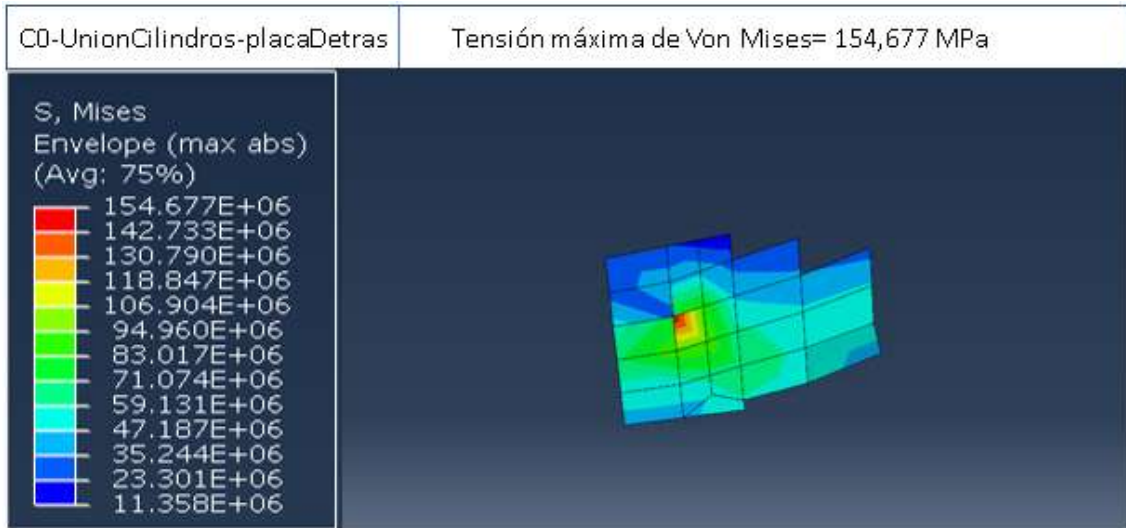 C0-UnionCilindros-placaDetras
Tensión máxima de Von Mises= 154,677 MPa
S, Mises
Envelope (max abs)
(Avg: 75%)
154.677E+06
142.733E+06
130.790E+06
118.847E+06
106.904E+06
94.960E+06
83.017E+06
71.074E+06
59.131E+06
47.187E+06
35.244E+06
23.301E+06
11.358E+06